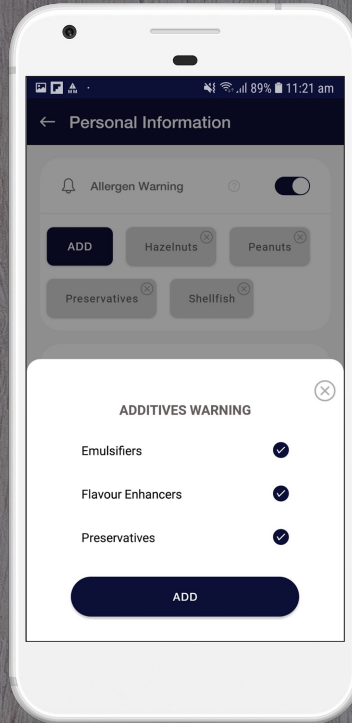 89% 11:21 am
Personal Information
Allergen Warning
ADD Hazelnuts Peanuts
Preservatives Shellfish
ADDITIVES WARNING
Emulsifiers
Flavour Enhancers
Preservatives
ADD